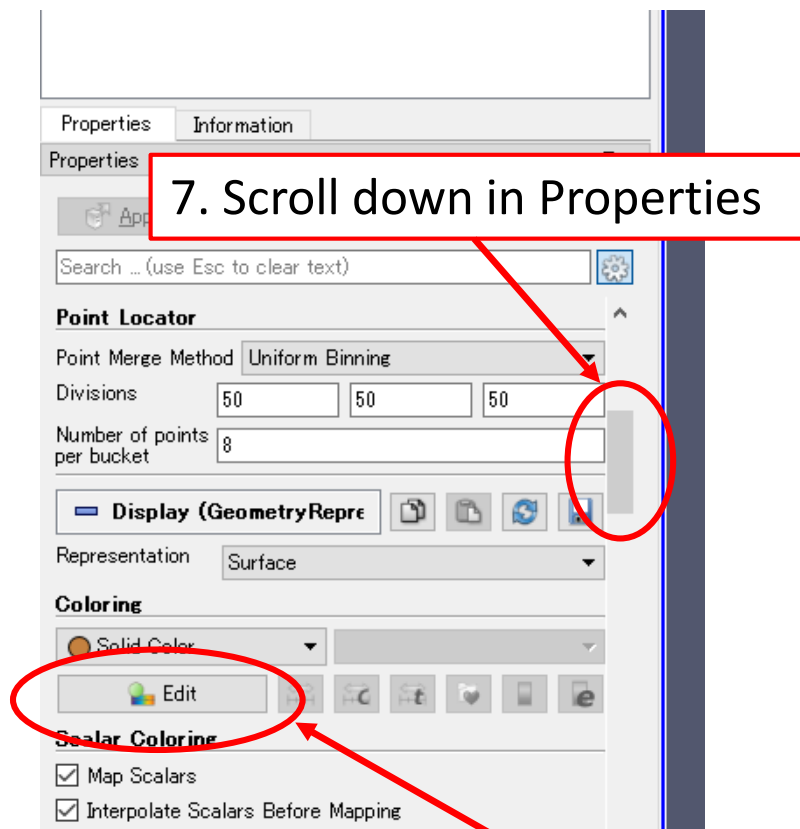 Properties Information
Properties
7. Scroll down in Properties
App
Search ... (use Esc to clear text)
Point Locator
Point Merge Method Uniform Binning
Divisions 50 50 50
Number of points per bucket 8
Display (GeometryRepre
Representation Surface
Coloring
Solid Color
Edit
Scalar Coloring
Map Scalars
Interpolate Scalars Before Mapping